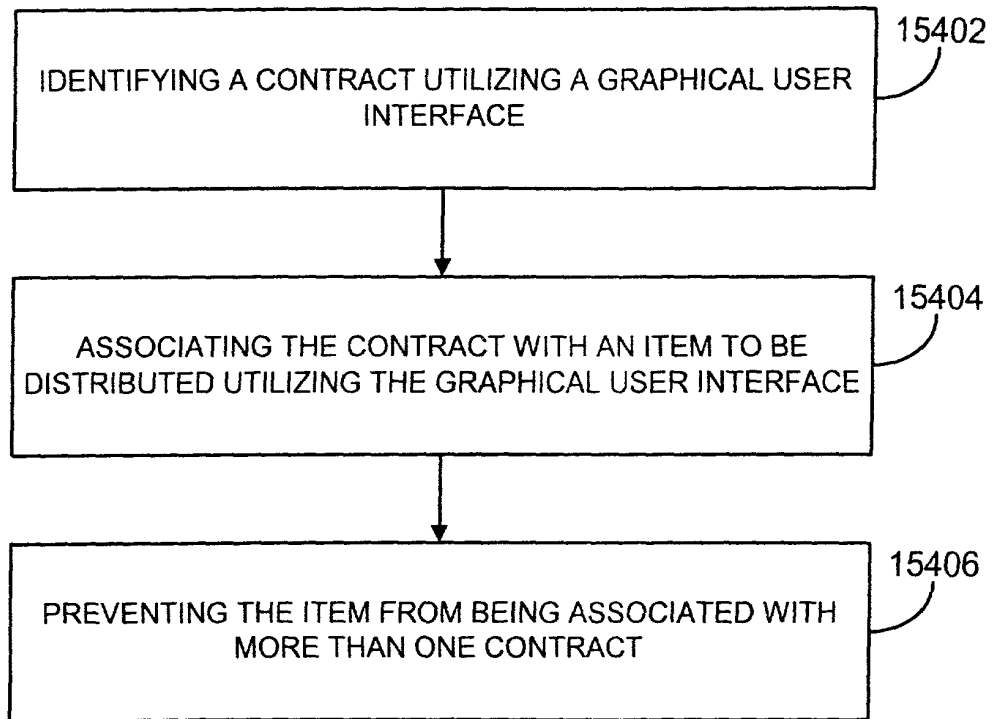 15402
IDENTIFYING A CONTRACT UTILIZING A GRAPHICAL USER
INTERFACE
15404
ASSOCIATING THE CONTRACT WITH AN ITEM TO BE
DISTRIBUTED UTILIZING THE GRAPHICAL USER INTERFACE
15406
PREVENTING THE ITEM FROM BEING ASSOCIATED WITH
MORE THAN ONE CONTRACT